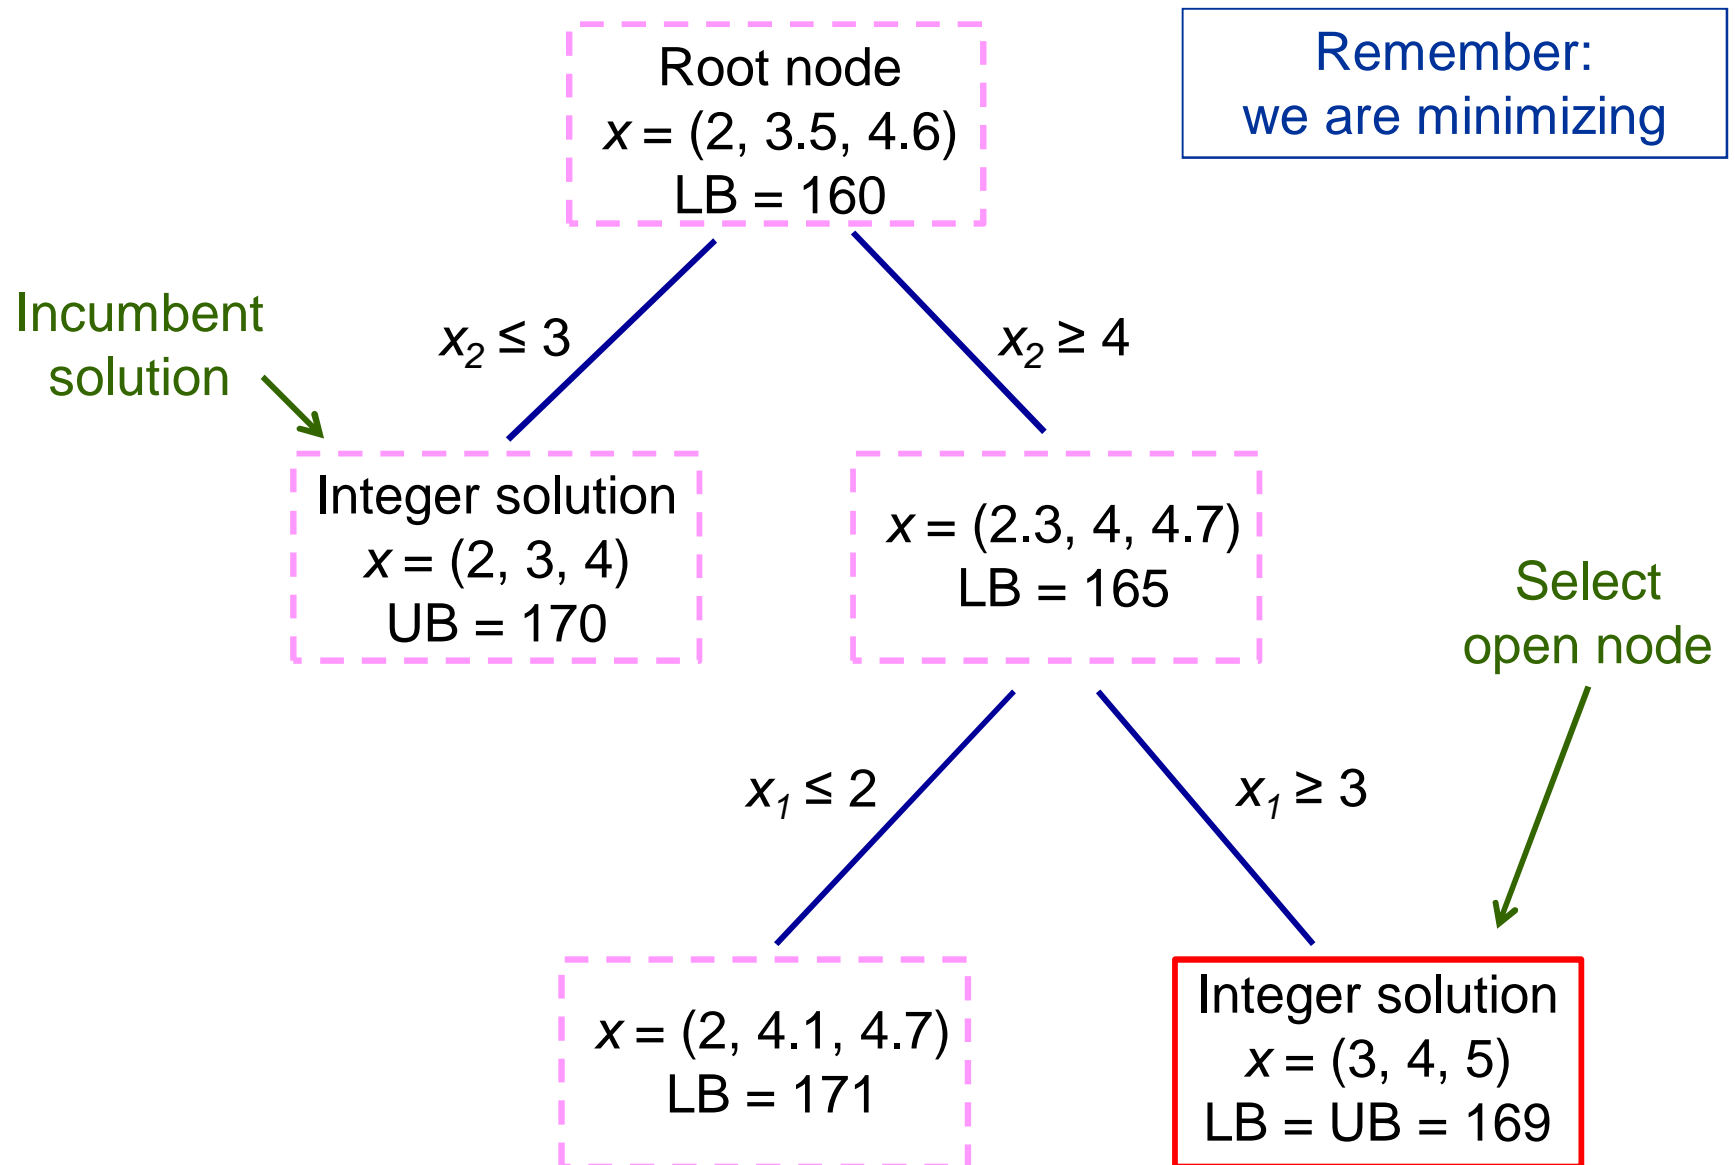 Root node
x = (2, 3.5, 4.6)
LB = 160
Remember:
we are minimizing
Incumbent
solution
x₂ ≤ 3
x₂ ≥ 4
Integer solution
x = (2, 3, 4)
UB = 170
x = (2.3, 4, 4.7)
LB = 165
Select
open node
x₁ ≤ 2
x₁ ≥ 3
x = (2, 4.1, 4.7)
LB = 171
Integer solution
x = (3, 4, 5)
LB = UB = 169